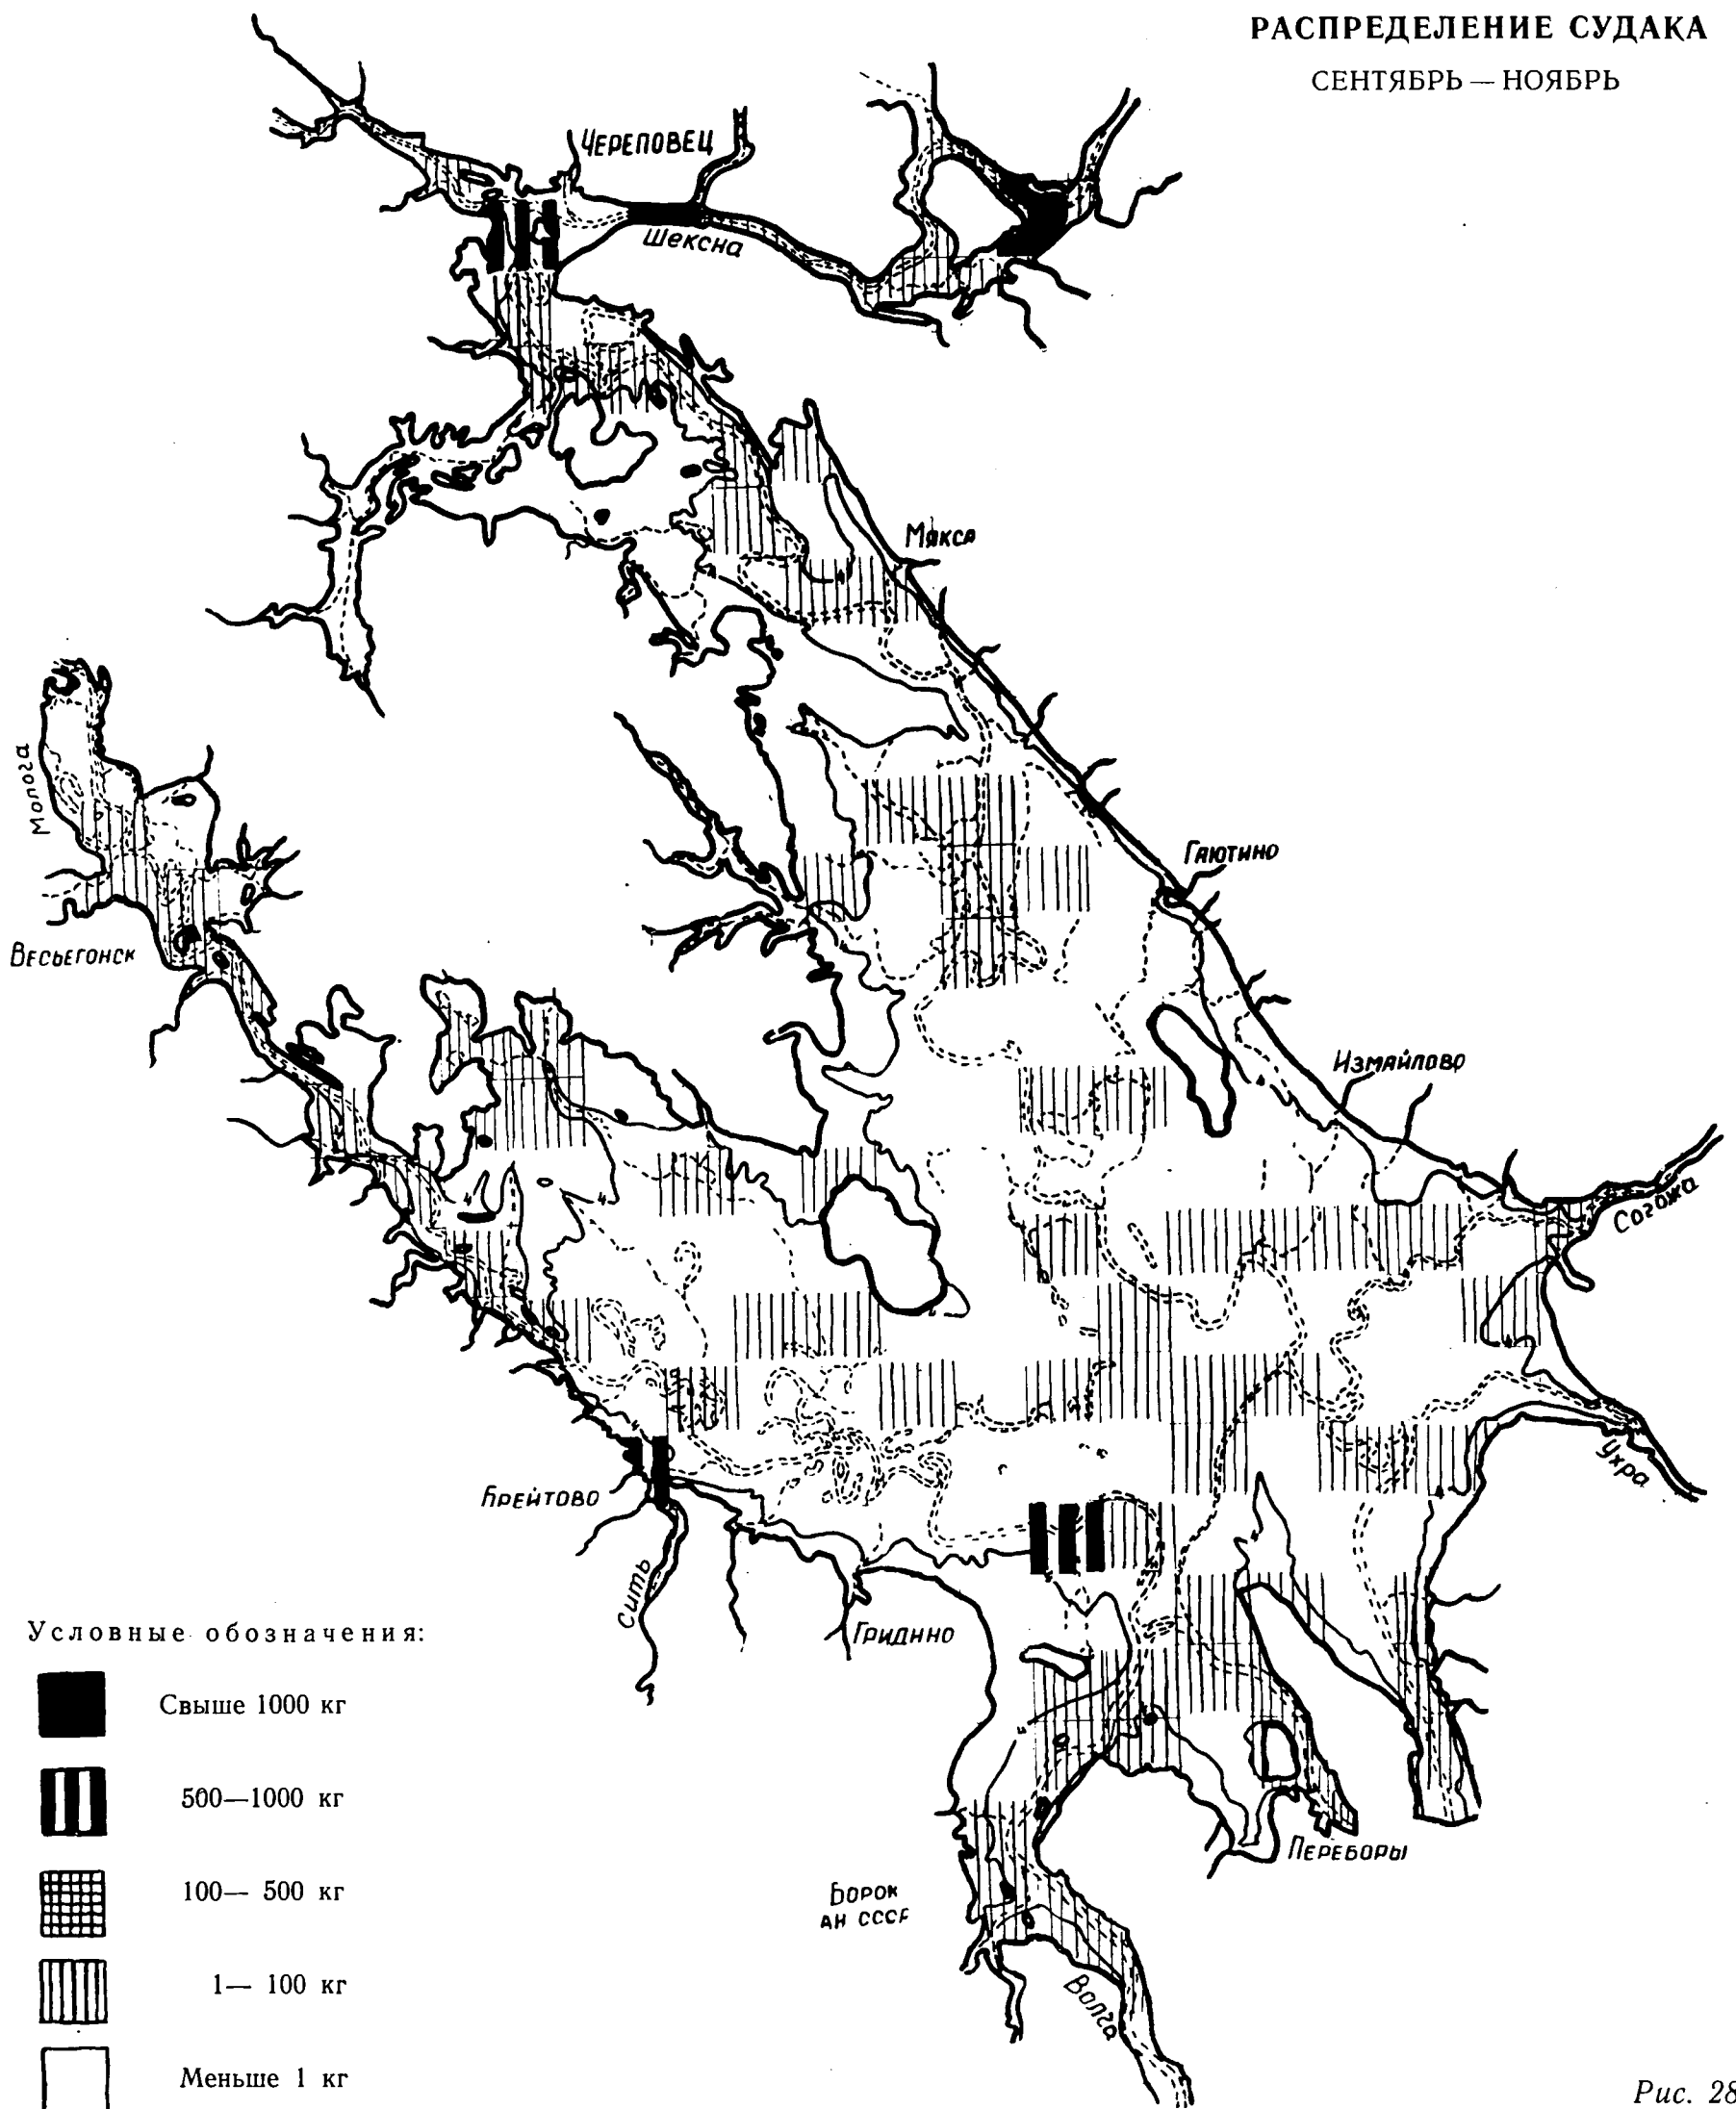 РАСПРЕДЕЛЕНИЕ СУДАКА
СЕНТЯБРЬ — НОЯБРЬ
ЧЕРЕПОВЕЦ
Шексна
Мякса
Молога
Гаютино
Весьегонск
Измайлово
Согожа
Ухра
Брейтово
Сить
Гридино
Переборы
Борок
АН СССР
Волга
Условные обозначения:
Свыше 1000 кг
500—1000 кг
100— 500 кг
1— 100 кг
Меньше 1 кг
Рис. 28